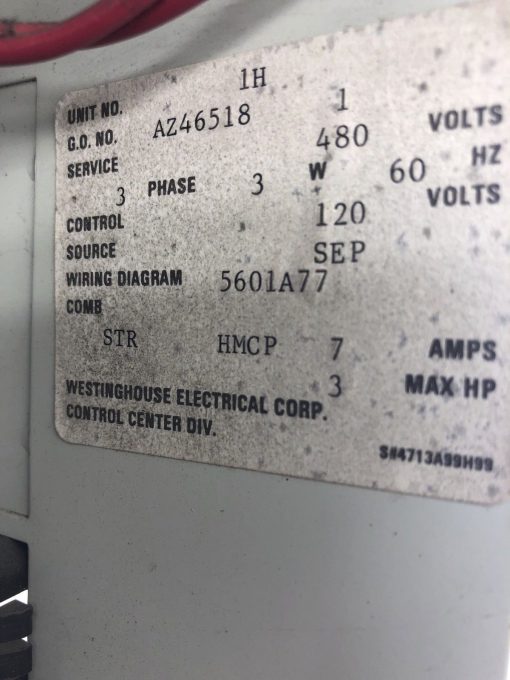 UNIT NO. 1H
G.O. NO. AZ46518 1
SERVICE 480 VOLTS
3 PHASE 3 W 60 HZ
CONTROL 120 VOLTS
SOURCE SEP
WIRING DIAGRAM 5601A77
COMB
STR HMCP 7 AMPS
3 MAX HP
WESTINGHOUSE ELECTRICAL CORP.
CONTROL CENTER DIV.
S#4713A99H99